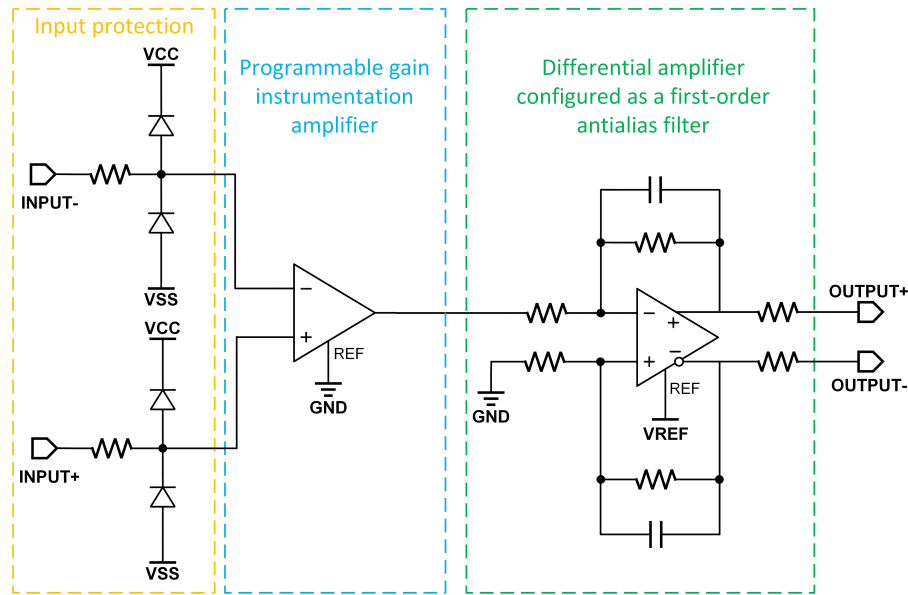 Input protection
VCC
INPUT-
VSS
VCC
INPUT+
VSS
Programmable gain
instrumentation
amplifier
−
+
REF
GND
Differential amplifier
configured as a first-order
antialias filter
−
+
+
−
REF
VREF
GND
OUTPUT+
OUTPUT-